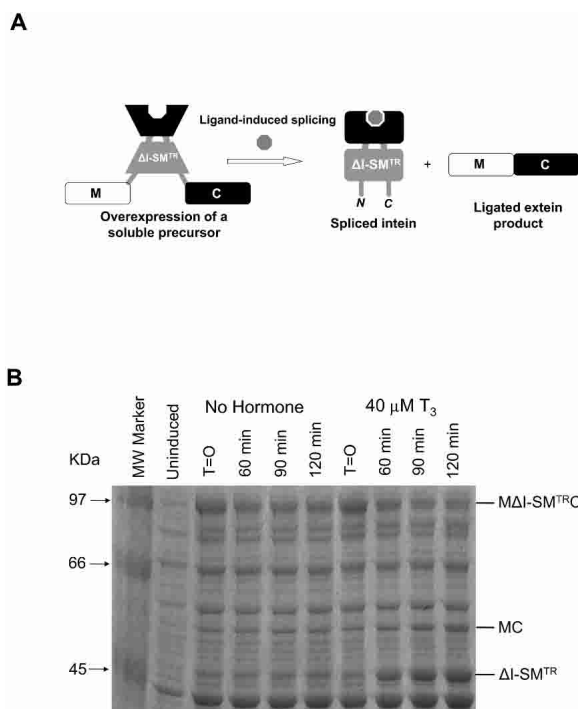 A
Ligand-induced splicing
ΔI-SMᵀᴿ
ΔI-SMᵀᴿ
M
C
N C
+
M C
Overexpression of a
soluble precursor
Spliced intein
Ligated extein
product
B
No Hormone
40 μM T₃
KDa
MW Marker
Uninduced
T=O
60 min
90 min
120 min
T=O
60 min
90 min
120 min
97
MΔI-SMᵀᴿC
66
MC
45
ΔI-SMᵀᴿ